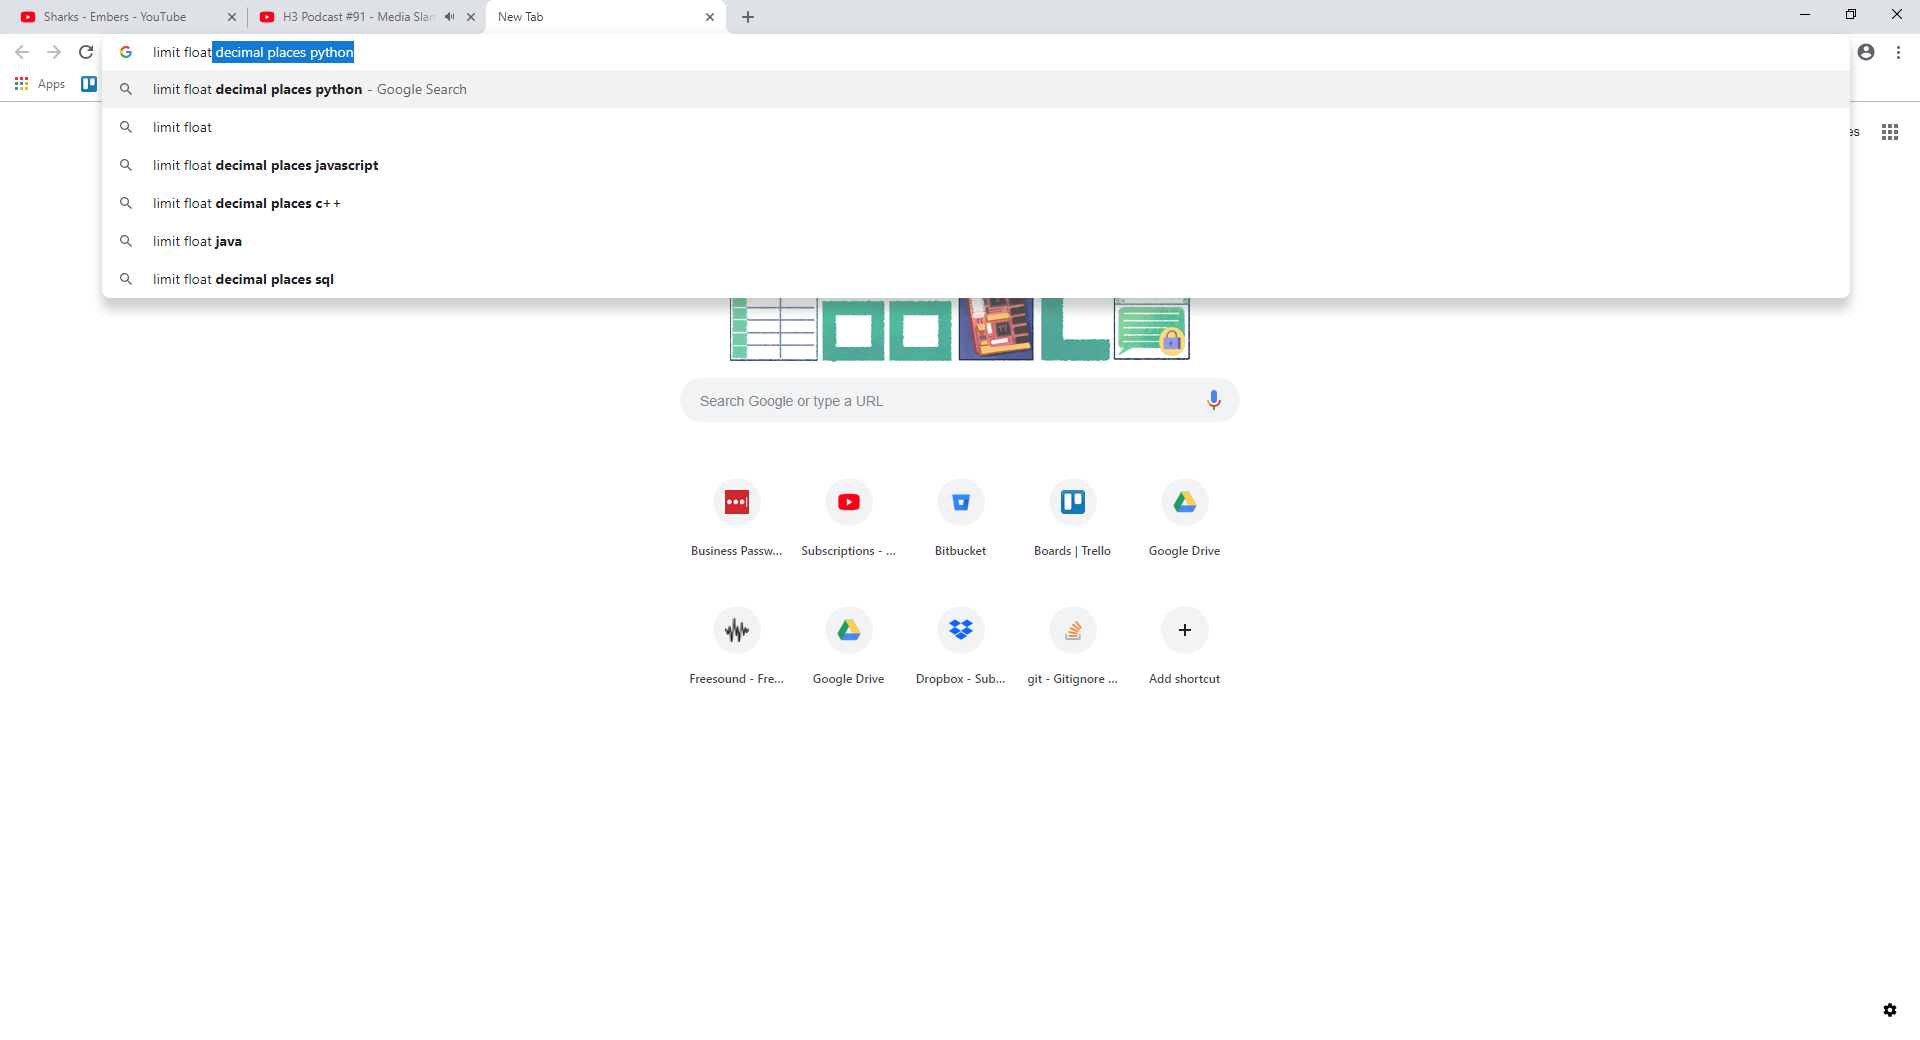 Sharks - Embers - YouTube
H3 Podcast #91 - Media Slan
New Tab
limit float decimal places python
Apps
limit float decimal places python - Google Search
limit float
es
limit float decimal places javascript
limit float decimal places c++
limit float java
limit float decimal places sql
Search Google or type a URL
Business Passw...
Subscriptions - ...
Bitbucket
Boards | Trello
Google Drive
Freesound - Fre...
Google Drive
Dropbox - Sub...
git - Gitignore ...
Add shortcut